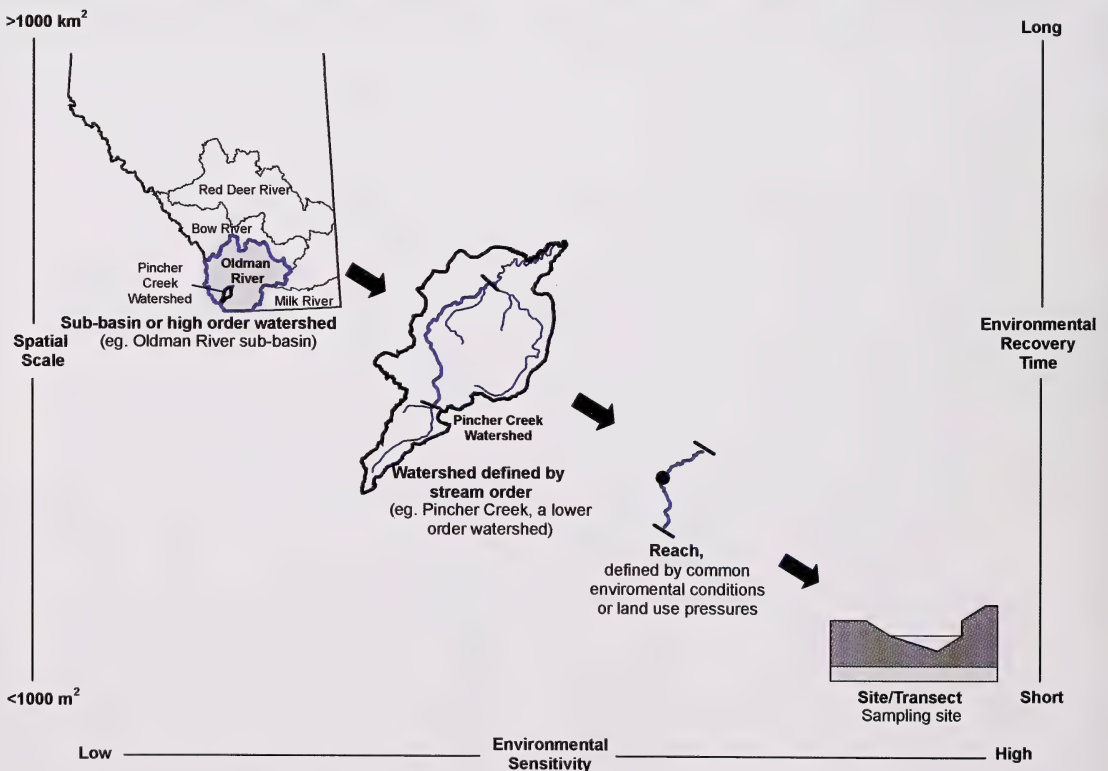 >1000 km²
Long
Red Deer River
Bow River
Oldman
River
Pincher
Creek
Watershed
Milk River
Sub-basin or high order watershed
(eg. Oldman River sub-basin)
Spatial
Scale
Environmental
Recovery
Time
Pincher Creek
Watershed
Watershed defined by
stream order
(eg. Pincher Creek, a lower
order watershed)
Reach,
defined by common
enviromental conditions
or land use pressures
<1000 m²
Site/Transect
Sampling site
Short
Low
Environmental
Sensitivity
High